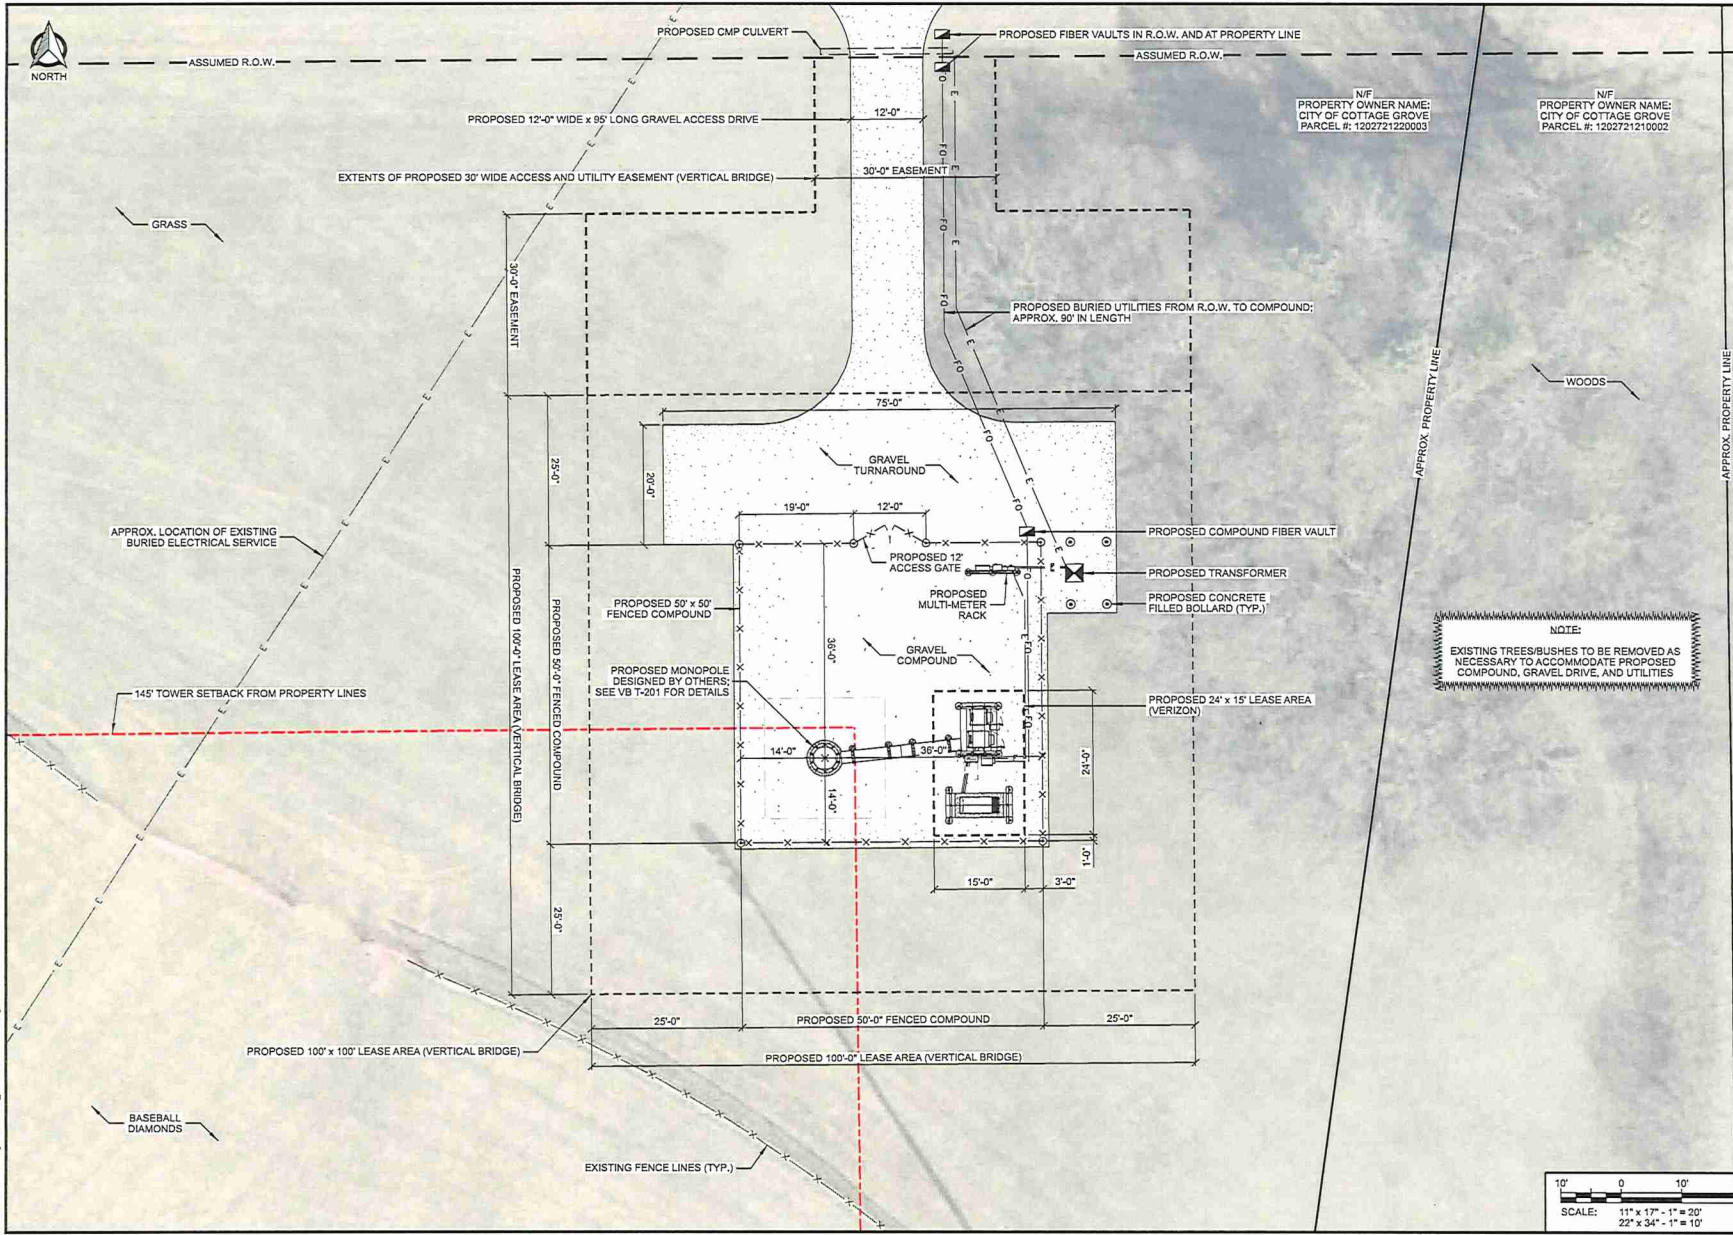 PROPOSED CMP CULVERT
PROPOSED FIBER VAULTS IN R.O.W. AND AT PROPERTY LINE
NORTH
ASSUMED R.O.W.
ASSUMED R.O.W.
N/F
PROPERTY OWNER NAME:
CITY OF COTTAGE GROVE
PARCEL #: 1202721220003
N/F
PROPERTY OWNER NAME:
CITY OF COTTAGE GROVE
PARCEL #: 1202721210002
PROPOSED 12'-0" WIDE x 95' LONG GRAVEL ACCESS DRIVE
12'-0"
EXTENTS OF PROPOSED 30' WIDE ACCESS AND UTILITY EASEMENT (VERTICAL BRIDGE)
30'-0" EASEMENT
GRASS
30'-0" EASEMENT
PROPOSED BURIED UTILITIES FROM R.O.W. TO COMPOUND;
APPROX. 90' IN LENGTH
APPROX. PROPERTY LINE
APPROX. PROPERTY LINE
WOODS
75'-0"
25'-0"
20'-0"
GRAVEL
TURNAROUND
19'-0"
12'-0"
APPROX. LOCATION OF EXISTING
BURIED ELECTRICAL SERVICE
PROPOSED COMPOUND FIBER VAULT
PROPOSED 12'
ACCESS GATE
PROPOSED TRANSFORMER
PROPOSED
MULTI-METER
RACK
PROPOSED CONCRETE
FILLED BOLLARD (TYP.)
PROPOSED 50' x 50'
FENCED COMPOUND
PROPOSED 100'-0" LEASE AREA (VERTICAL BRIDGE)
PROPOSED 50'-0" FENCED COMPOUND
36'-0"
GRAVEL
COMPOUND
NOTE:
EXISTING TREES/BUSHES TO BE REMOVED AS
NECESSARY TO ACCOMMODATE PROPOSED
COMPOUND, GRAVEL DRIVE, AND UTILITIES
PROPOSED MONOPOLE
DESIGNED BY OTHERS;
SEE VB T-201 FOR DETAILS
145' TOWER SETBACK FROM PROPERTY LINES
PROPOSED 24' x 15' LEASE AREA
(VERIZON)
14'-0"
36'-0"
24'-0"
14'-0"
1'-0"
15'-0"
3'-0"
25'-0"
25'-0"
PROPOSED 50'-0" FENCED COMPOUND
25'-0"
PROPOSED 100' x 100' LEASE AREA (VERTICAL BRIDGE)
PROPOSED 100'-0" LEASE AREA (VERTICAL BRIDGE)
BASEBALL
DIAMONDS
EXISTING FENCE LINES (TYP.)
10' 0 10'
SCALE: 11" x 17" - 1" = 20'
22" x 34" - 1" = 10'